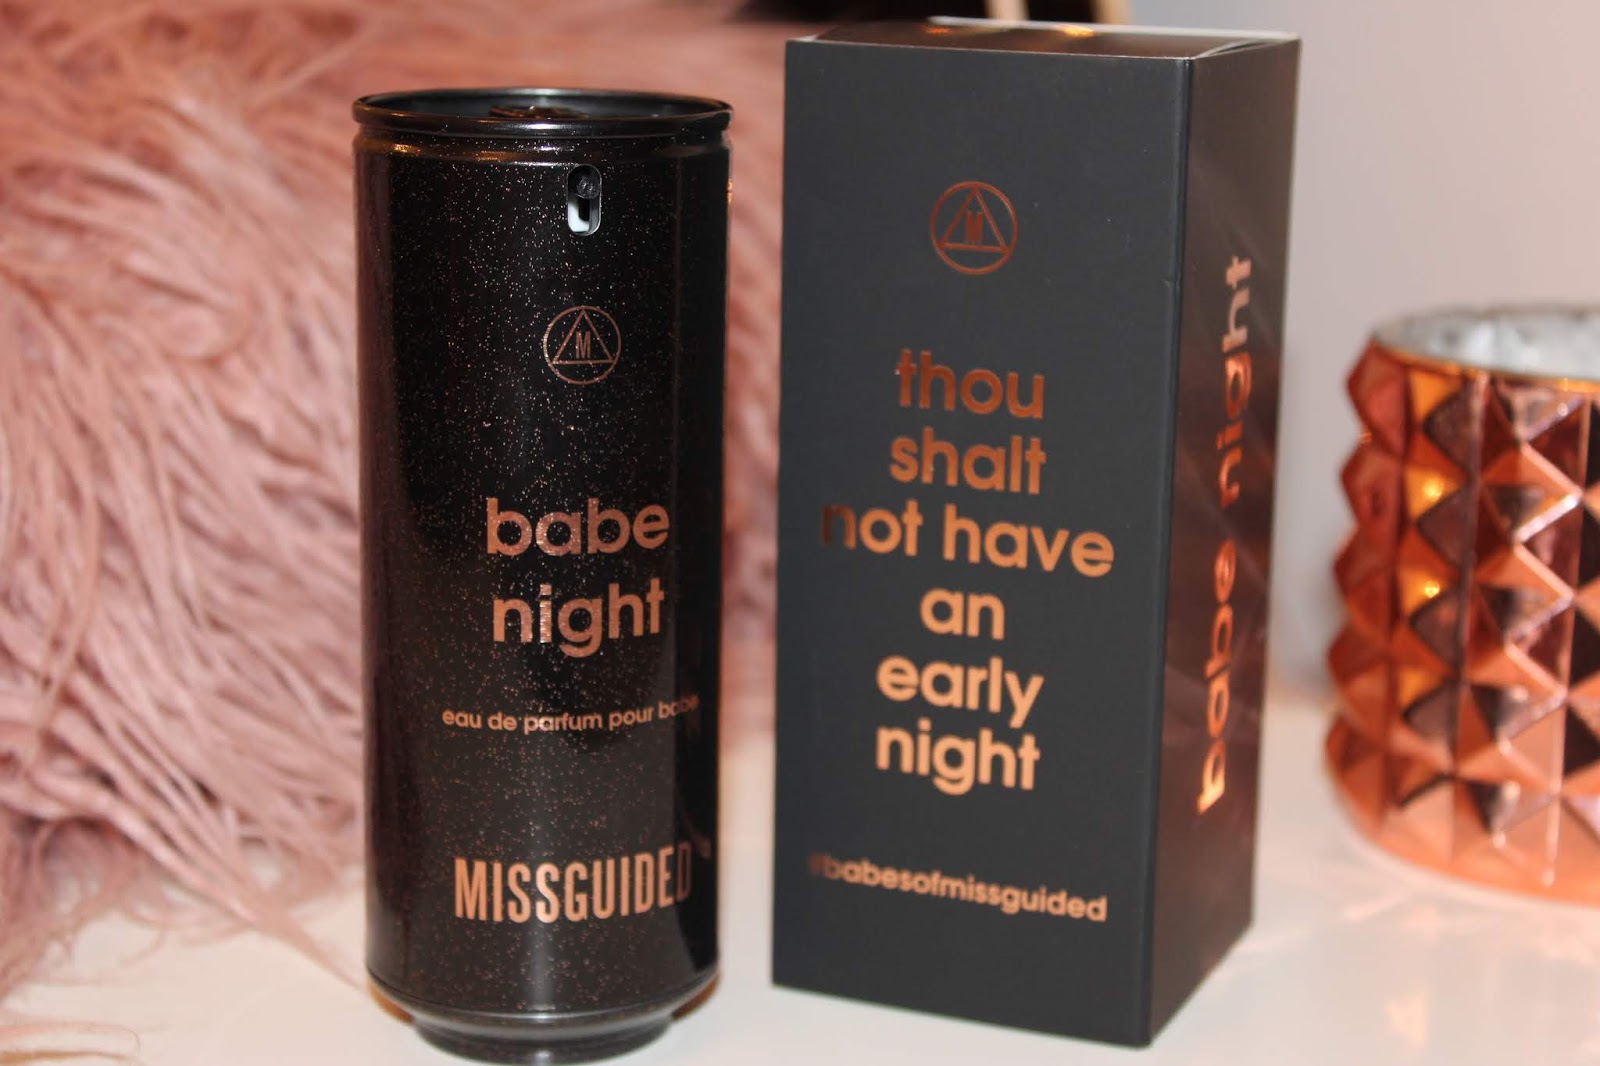 M
babe
night
eau de parfum pour babe
MISSGUIDED
M
thou
shalt
not have
an
early
night
#babesofmissguided
babe night